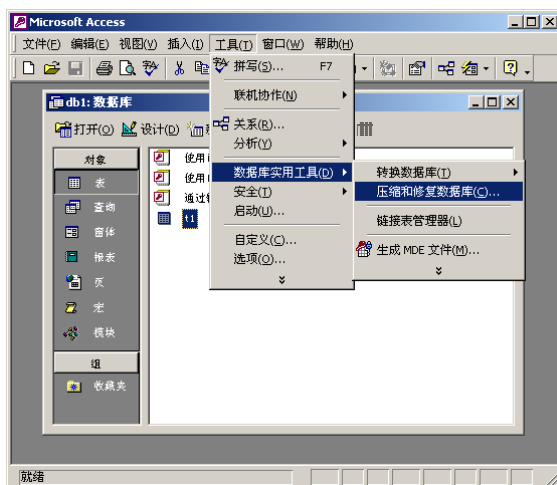 Microsoft Access
文件(F) 编辑(E) 视图(V) 插入(I) 工具(T) 窗口(W) 帮助(H)
拼写(S)... F7
联机协作(N)
关系(R)...
分析(Y)
数据库实用工具(D)
安全(T)
启动(U)...
自定义(C)...
选项(O)...
转换数据库(T)
压缩和修复数据库(C)...
链接表管理器(L)
生成 MDE 文件(M)...
db1: 数据库
打开(O) 设计(D)
对象
表
查询
窗体
报表
页
宏
模块
组
收藏夹
使用
使用
通过
t1
就绪